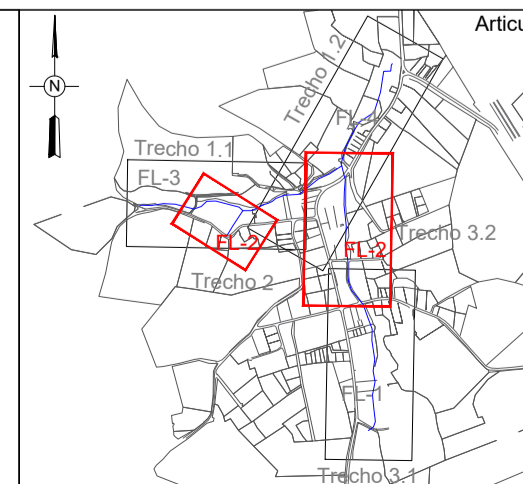 Articu
N
Trecho 1.2
FL-4
Trecho 1.1
FL-3
FL-2
FL-2
Trecho 3.2
Trecho 2
FL-1
Trecho 3.1